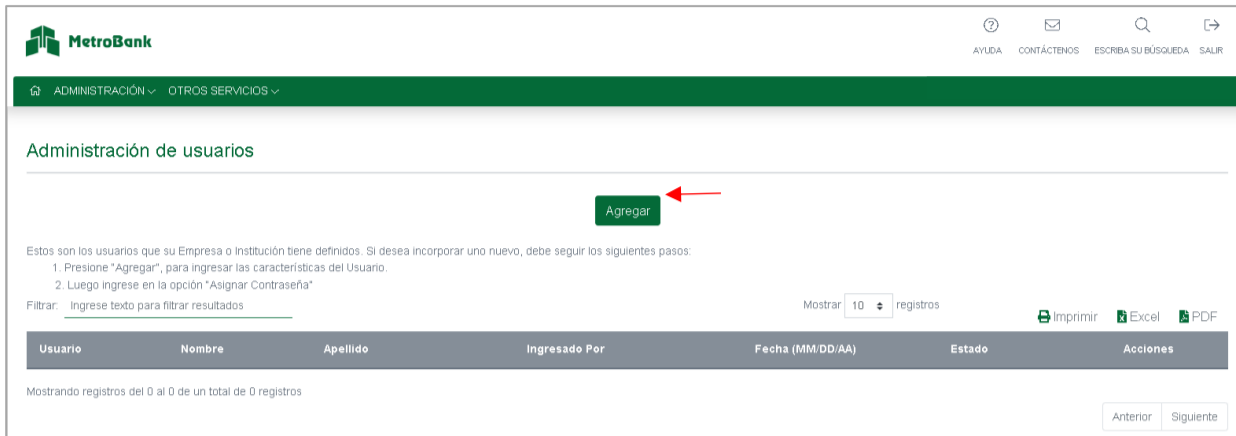 MetroBank
AYUDA CONTÁCTENOS ESCRIBA SU BÚSQUEDA SALIR
ADMINISTRACIÓN OTROS SERVICIOS
Administración de usuarios
Agregar
Estos son los usuarios que su Empresa o Institución tiene definidos. Si desea incorporar uno nuevo, debe seguir los siguientes pasos:
1. Presione "Agregar", para ingresar las características del Usuario.
2. Luego ingrese en la opción "Asignar Contraseña"
Filtrar: Ingrese texto para filtrar resultados Mostrar 10 registros Imprimir Excel PDF
Usuario Nombre Apellido Ingresado Por Fecha (MM/DD/AA) Estado Acciones
Mostrando registros del 0 al 0 de un total de 0 registros
Anterior Siguiente